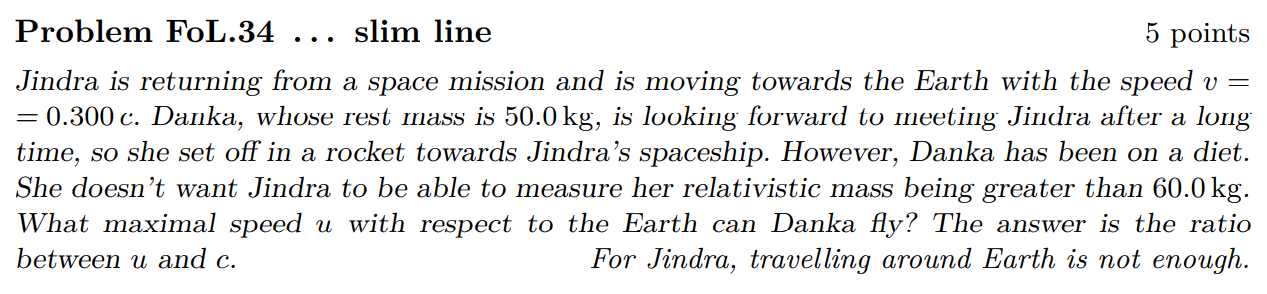 Problem FoL.34 ... slim line 5 points
Jindra is returning from a space mission and is moving towards the Earth with the speed v =
= 0.300 c. Danka, whose rest mass is 50.0 kg, is looking forward to meeting Jindra after a long
time, so she set off in a rocket towards Jindra's spaceship. However, Danka has been on a diet.
She doesn't want Jindra to be able to measure her relativistic mass being greater than 60.0 kg.
What maximal speed u with respect to the Earth can Danka fly? The answer is the ratio
between u and c. For Jindra, travelling around Earth is not enough.